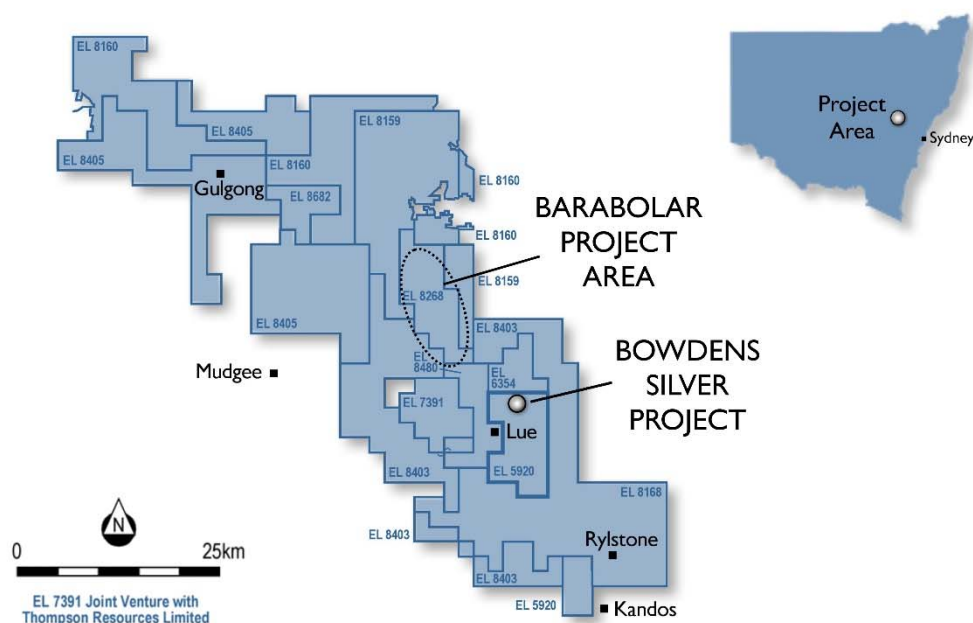 EL 8160
EL 8159
EL 8405
EL 8405
EL 8160
Gulgong
EL 8682
EL 8160
EL 8160
BARABOLAR
PROJECT
AREA
EL 8159
EL 8268
EL 8405
EL 8403
Mudgee
EL
8480
EL
6354
BOWDENS
SILVER
PROJECT
EL 7391
Lue
EL 8403
EL 5920
EL 8168
EL 8403
Rylstone
EL 8403
EL 5920
Kandos
Project
Area
Sydney
N
0 25km
EL 7391 Joint Venture with
Thompson Resources Limited